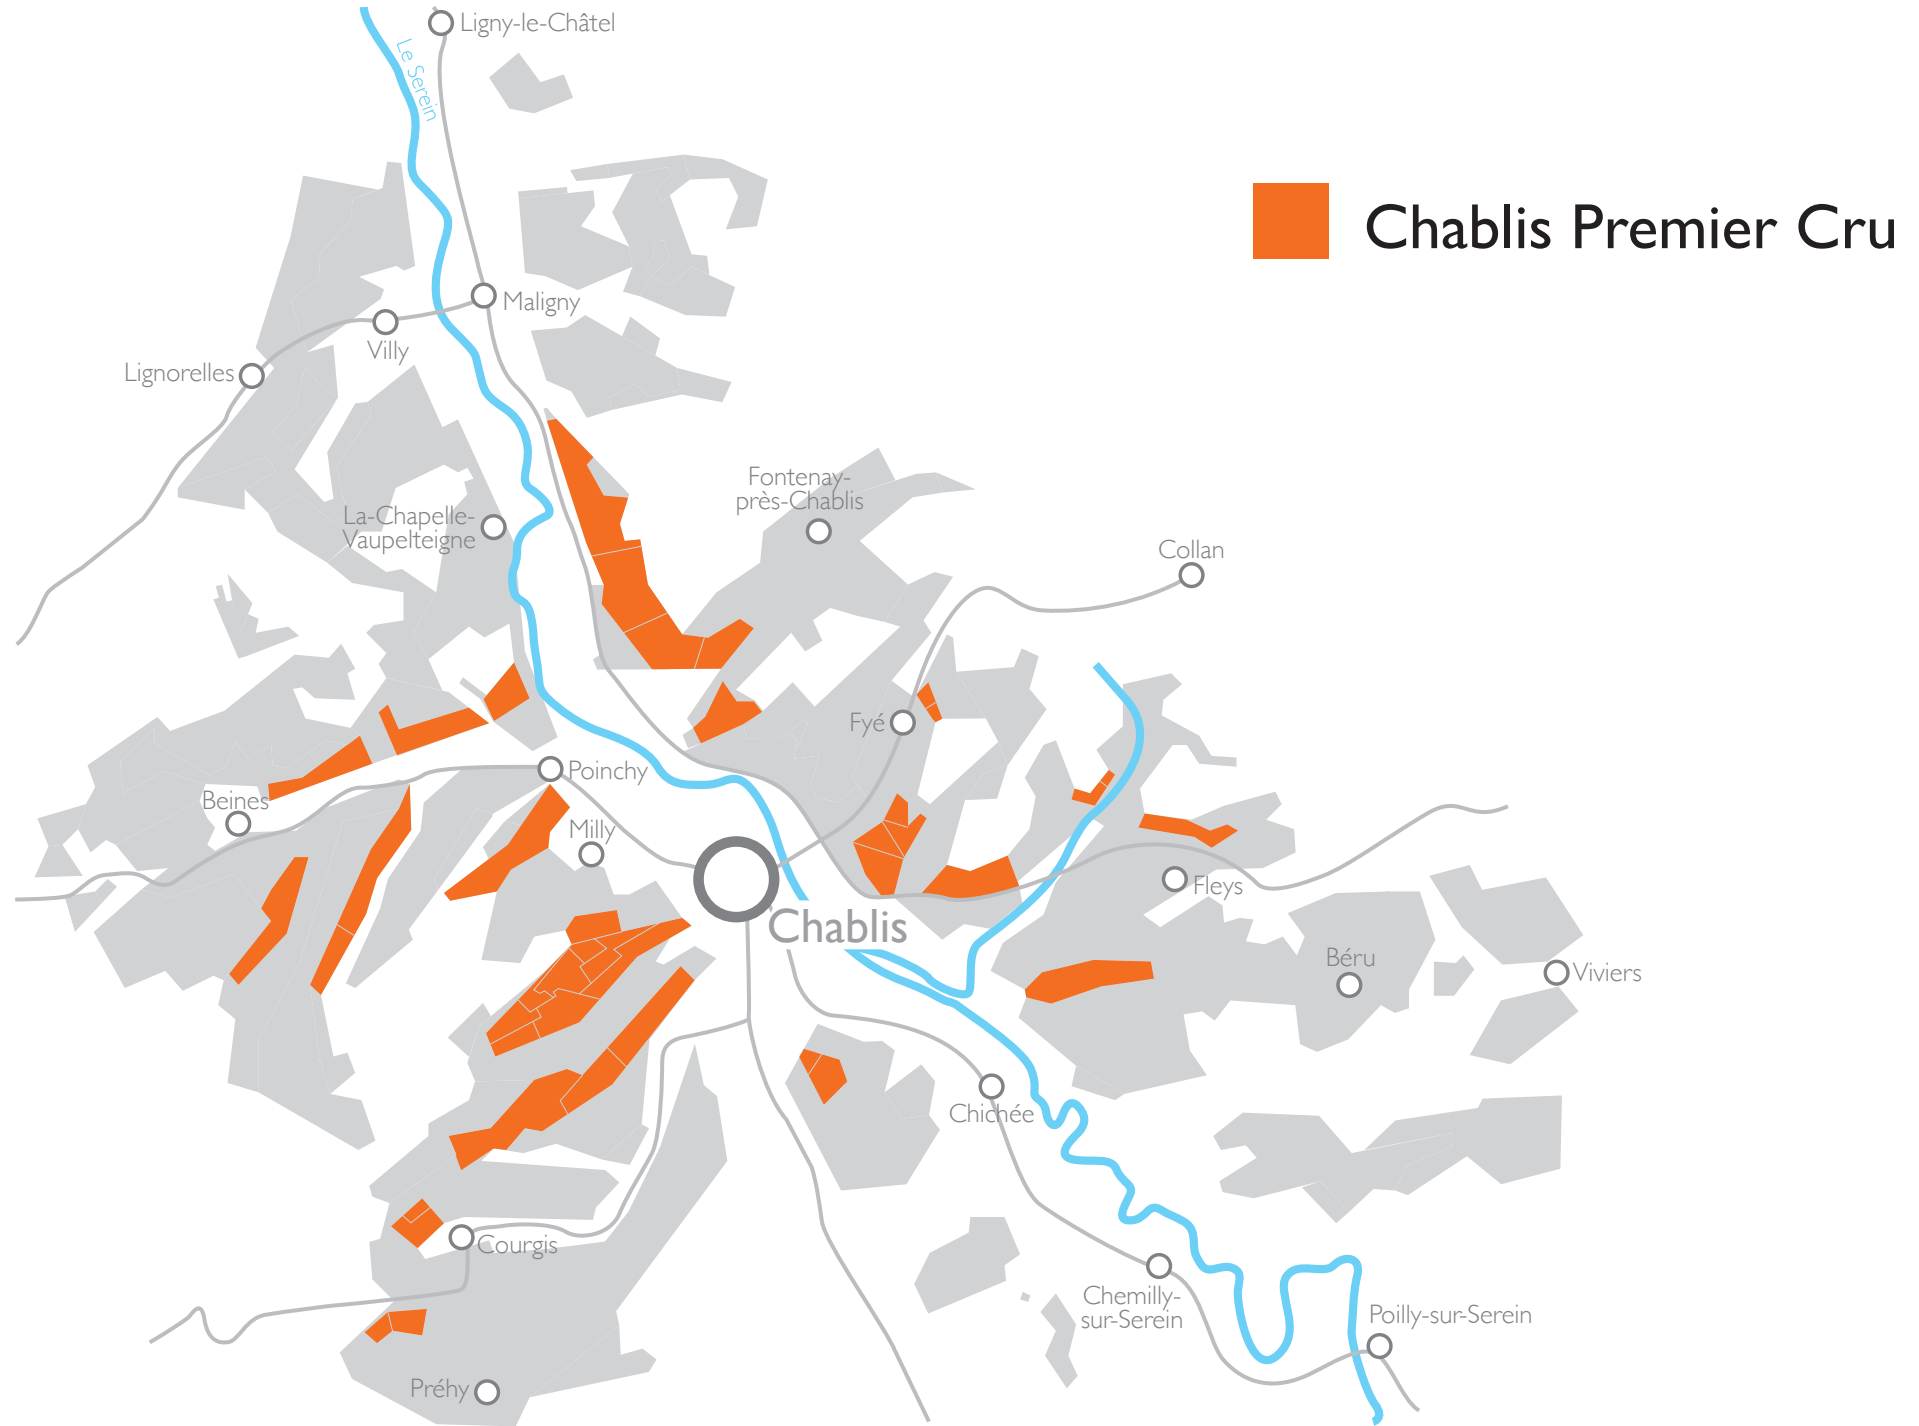 Ligny-le-Châtel
Le Serein
Chablis Premier Cru
Maligny
Villy
Lignorelles
Fontenay-
près-Chablis
La-Chapelle-
Vaupelteigne
Collan
Fyé
Poinchy
Beines
Milly
Fleys
Chablis
Béru
Viviers
Chichée
Courgis
Chemilly-
sur-Serein
Poilly-sur-Serein
Préhy